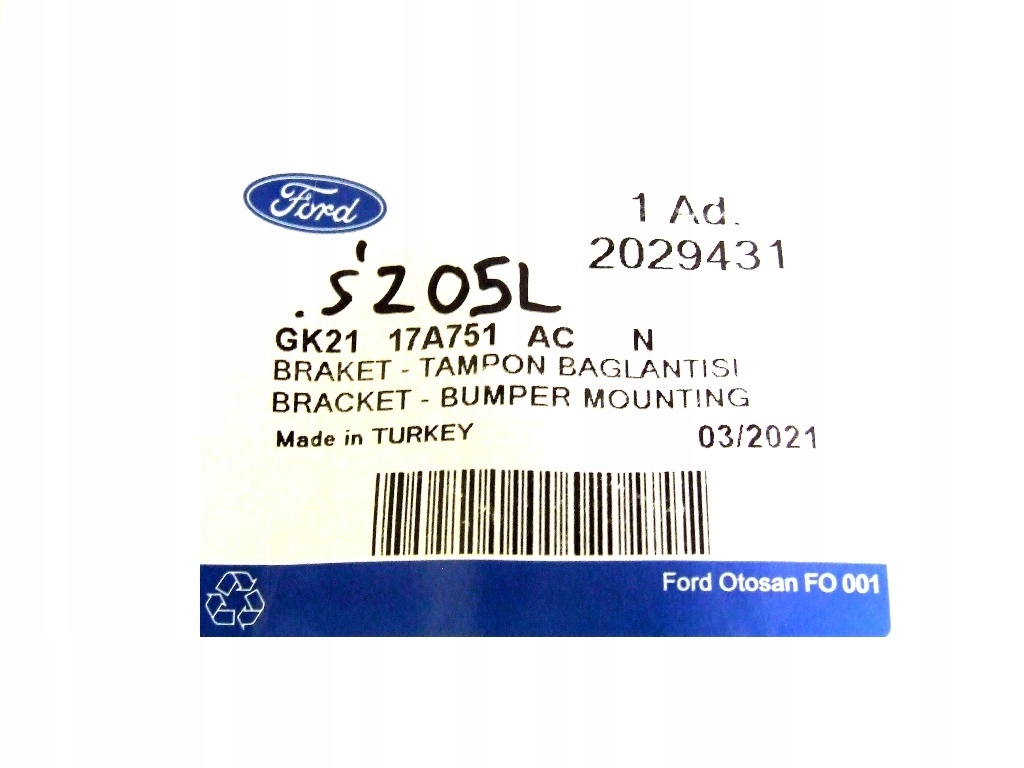 Ford
1 Ad.
2029431
S'Z05L
GK21 17A751 AC N
BRAKET - TAMPON BAGLANTISI
BRACKET - BUMPER MOUNTING
Made in TURKEY
03/2021
Ford Otosan FO 001